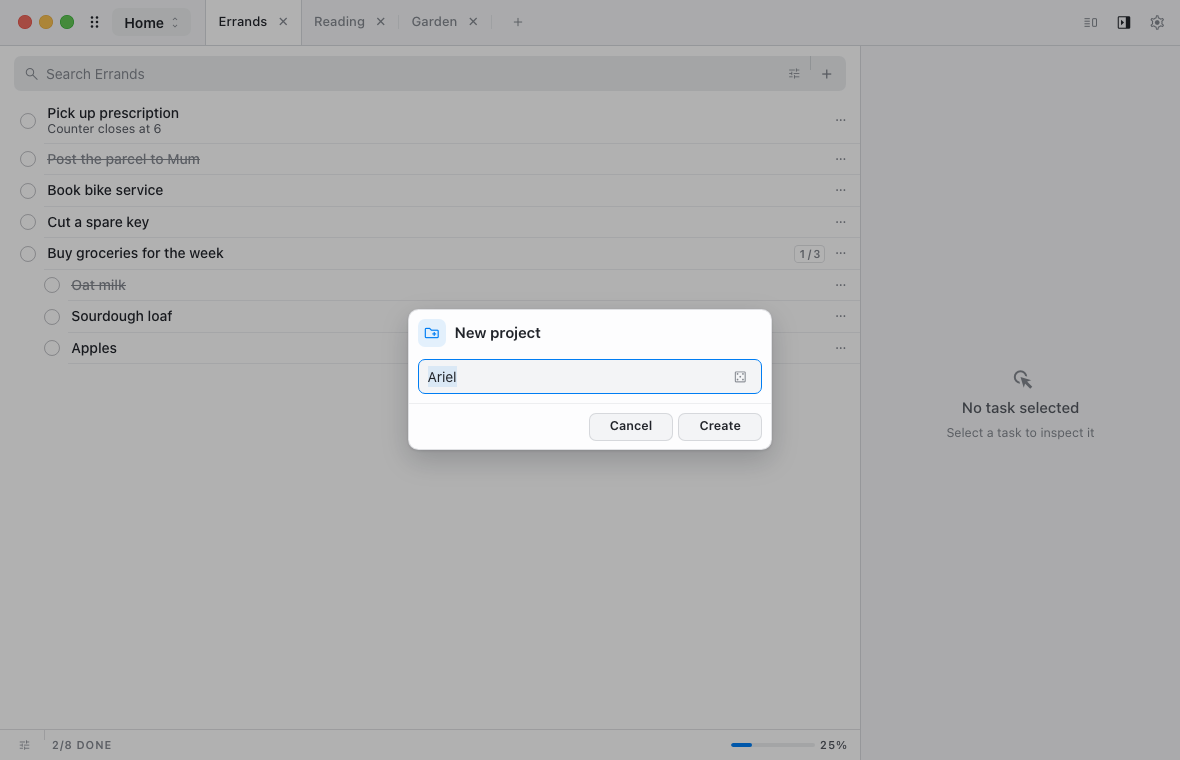 Home
Errands
Reading
Garden
Search Errands
Pick up prescription
Counter closes at 6
Post the parcel to Mum
Book bike service
Cut a spare key
Buy groceries for the week
1 / 3
Oat milk
Sourdough loaf
Apples
New project
Ariel
Cancel
Create
No task selected
Select a task to inspect it
2/8 DONE
25%